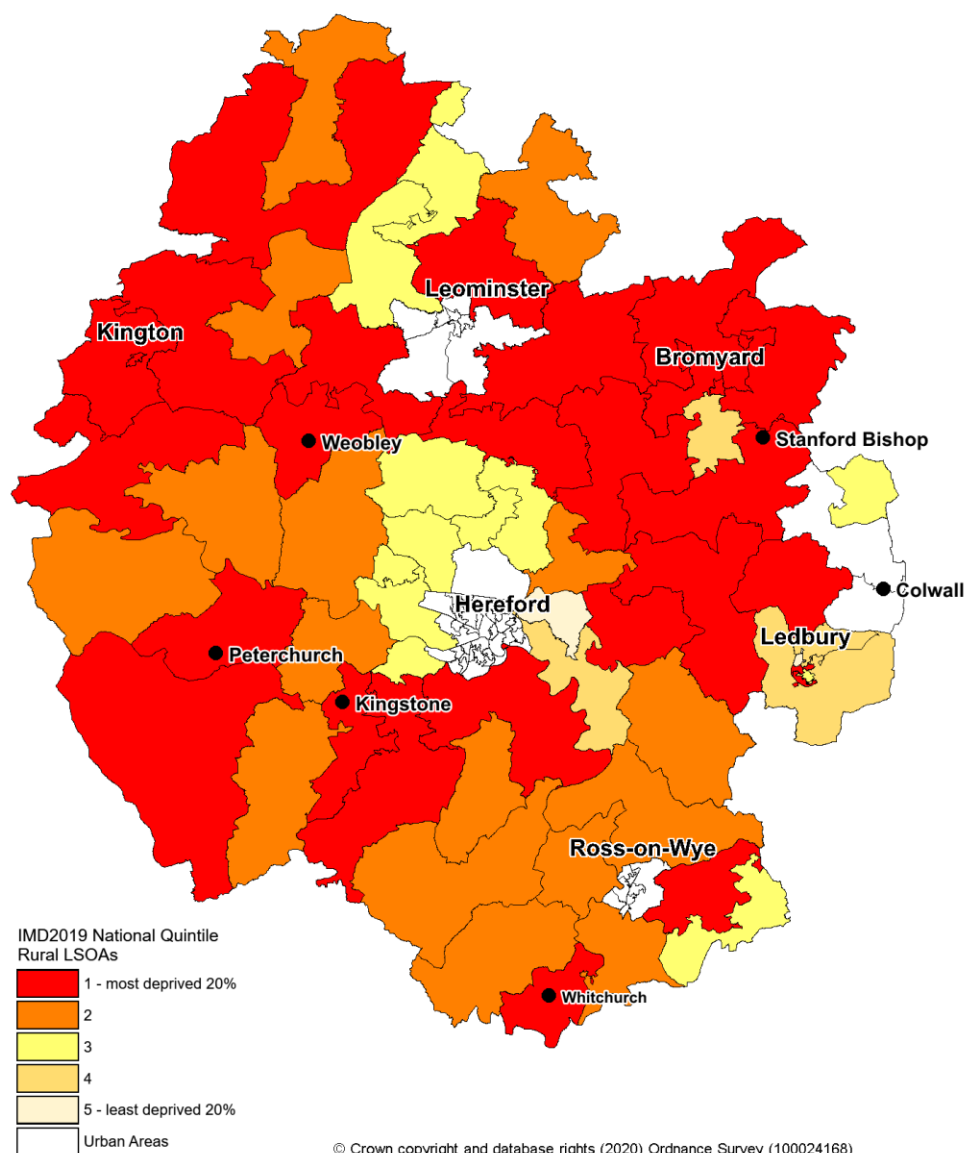 Leominster
Kington
Bromyard
Stanford Bishop
Weobley
Colwall
Hereford
Ledbury
Peterchurch
Kingstone
Ross-on-Wye
Whitchurch
IMD2019 National Quintile
Rural LSOAs
1 - most deprived 20%
2
3
4
5 - least deprived 20%
Urban Areas
© Crown copyright and database rights (2020) Ordnance Survey (100024168)